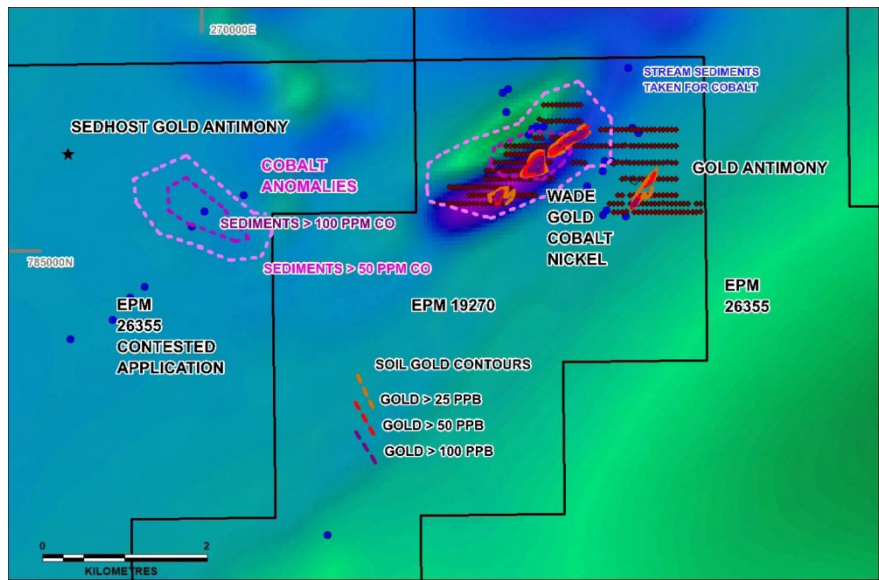 270000E
STREAM SEDIMENTS
TAKEN FOR COBALT
SEDHOST GOLD ANTIMONY
COBALT
ANOMALIES
GOLD ANTIMONY
WADE
GOLD
COBALT
NICKEL
SEDIMENTS > 100 PPM CO
SEDIMENTS > 50 PPM CO
785000N
EPM
26355
CONTESTED
APPLICATION
EPM 19270
EPM
26355
SOIL GOLD CONTOURS
GOLD > 25 PPB
GOLD > 50 PPB
GOLD > 100 PPB
0
2
KILOMETRES